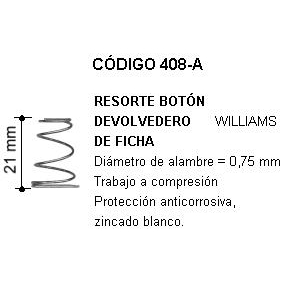 CÓDIGO 408-A
RESORTE BOTÓN
DEVOLVEDERO WILLIAMS
DE FICHA
Diámetro de alambre = 0,75 mm
Trabajo a compresión
Protección anticorrosiva,
zincado blanco.
21 mm